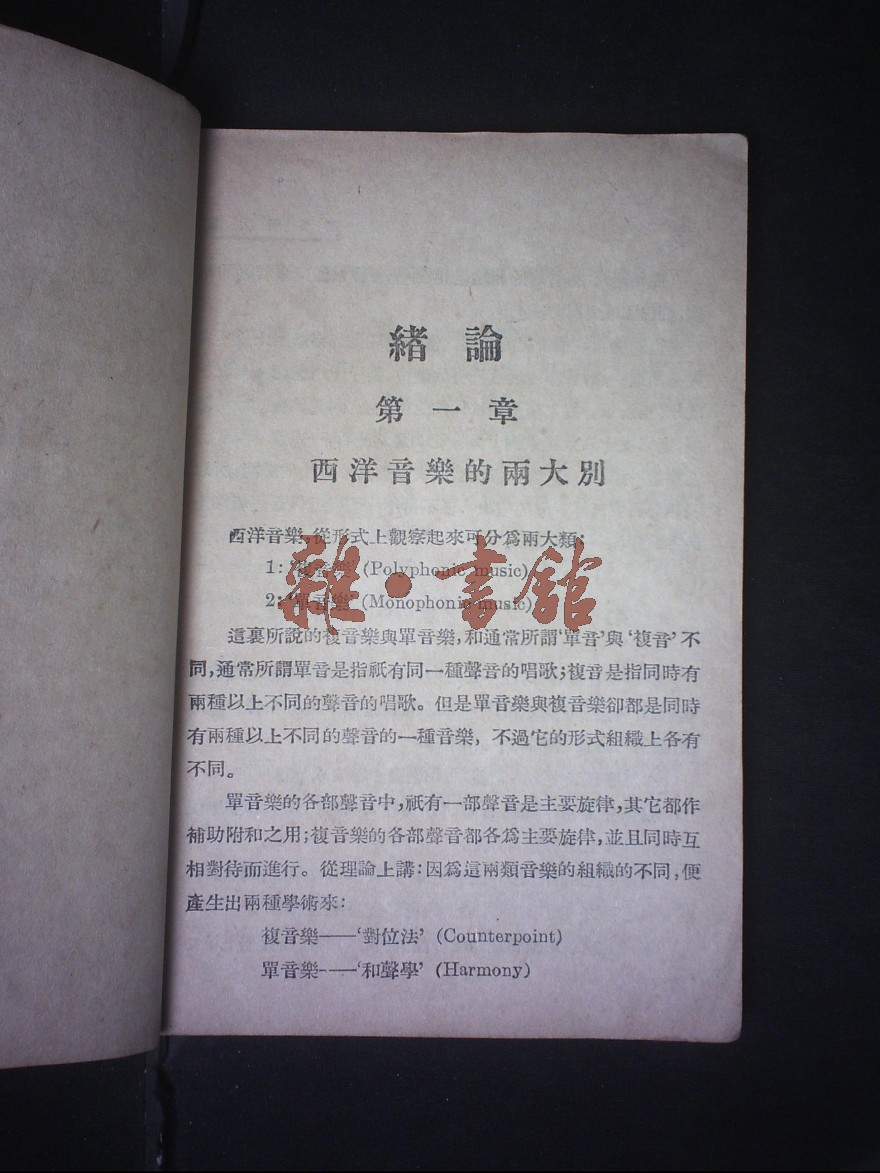 緒論
第一章
西洋音樂的兩大別
西洋音樂,從形式上觀察起來可分爲兩大類:
1: ‘複音樂’ (Polyphonic music)
2: ‘單音樂’ (Monophonic music)
這裏所說的複音樂與單音樂,和通常所謂‘單音’與‘複音’不
同,通常所謂單音是指祇有同一種聲音的唱歌;複音是指同時有
兩種以上不同的聲音的唱歌。但是單音樂與複音樂卻都是同時
有兩種以上不同的聲音的一種音樂, 不過它的形式組織上各有
不同。
單音樂的各部聲音中,祇有一部聲音是主要旋律,其它都作
補助附和之用;複音樂的各部聲音都各爲主要旋律,並且同時互
相對待而進行。從理論上講:因爲這兩類音樂的組織的不同,便
產生出兩種學術來:
複音樂——‘對位法’ (Counterpoint)
單音樂——‘和聲學’ (Harmony)
雜·書館